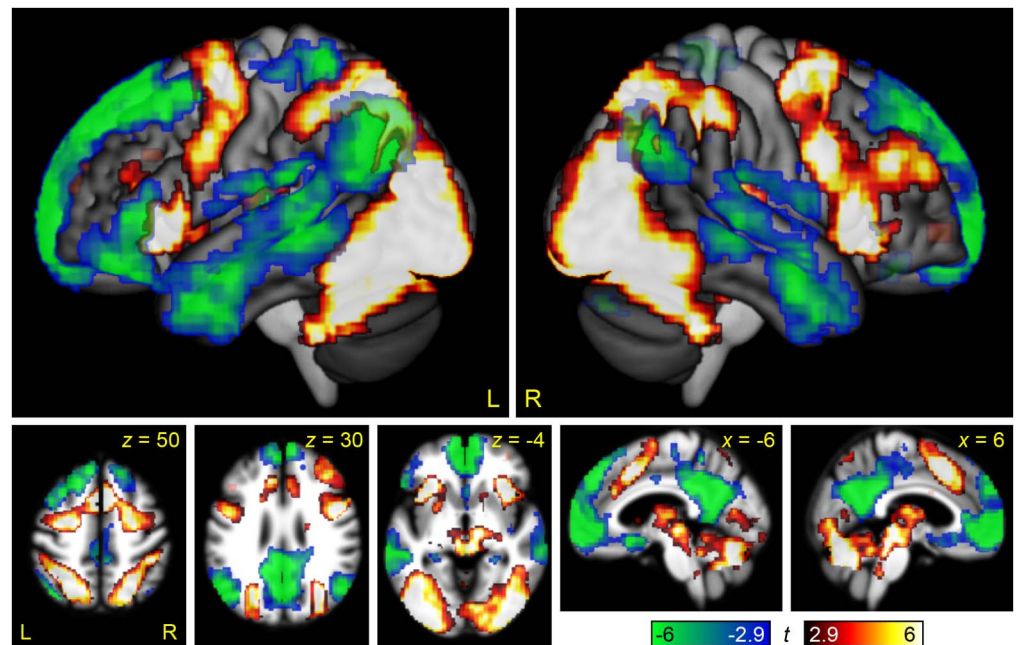 L
R
z = 50
z = 30
z = -4
x = -6
x = 6
L
R
-6
-2.9
t
2.9
6